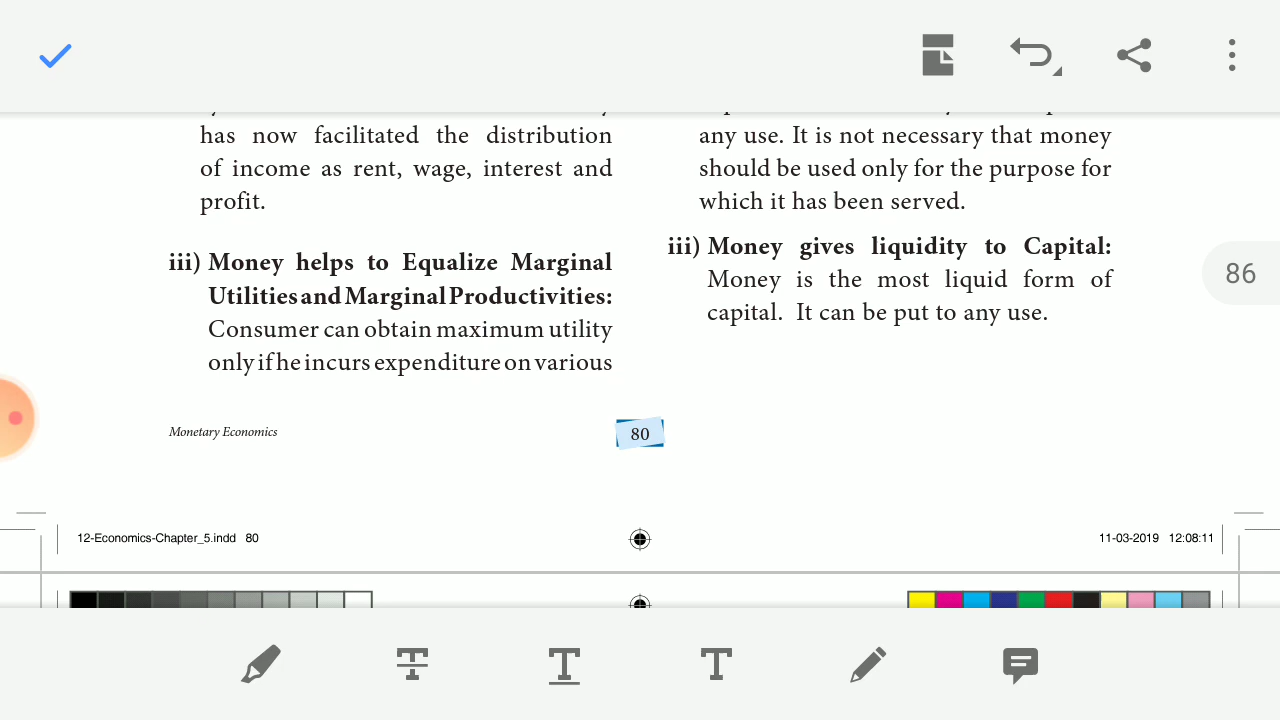 has now facilitated the distribution
of income as rent, wage, interest and
profit.
iii) Money helps to Equalize Marginal
Utilities and Marginal Productivities:
Consumer can obtain maximum utility
only if he incurs expenditure on various
any use. It is not necessary that money
should be used only for the purpose for
which it has been served.
iii) Money gives liquidity to Capital:
Money is the most liquid form of
capital. It can be put to any use.
86
Monetary Economics
80
12-Economics-Chapter_5.indd 80
11-03-2019 12:08:11